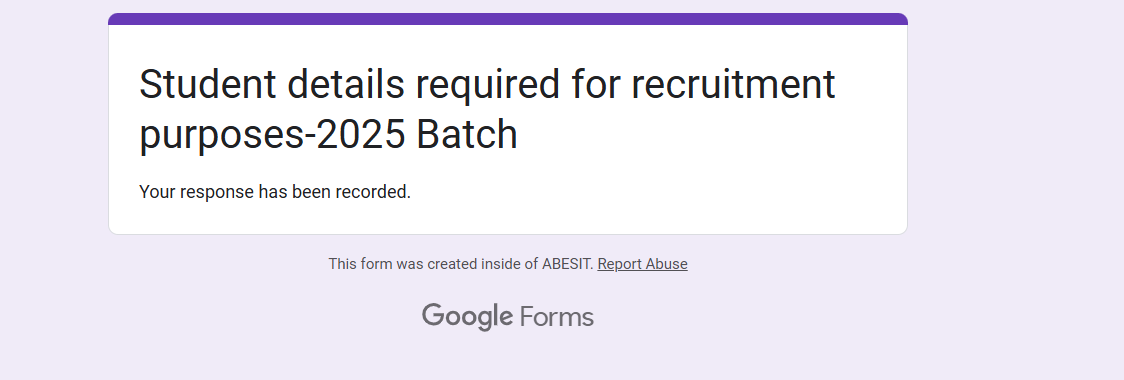 Student details required for recruitment
purposes-2025 Batch
Your response has been recorded.
This form was created inside of ABESIT. Report Abuse
Google Forms